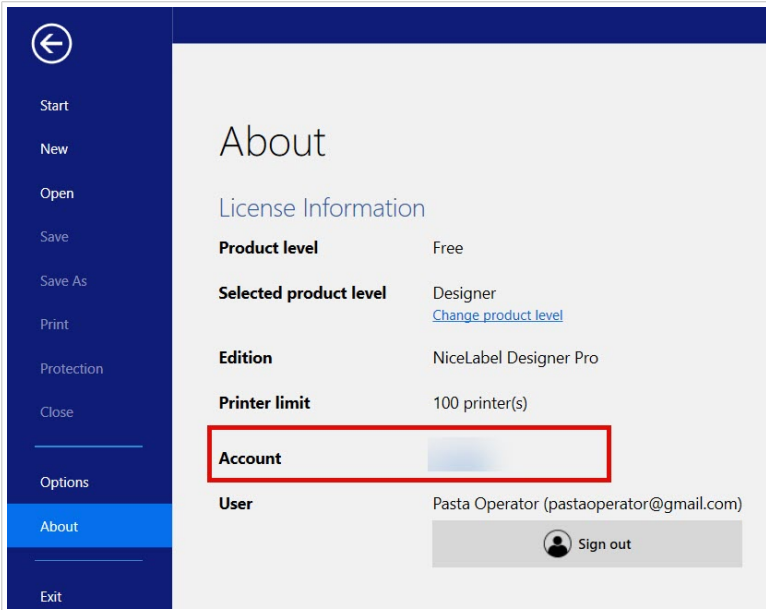 Start
New
Open
Save
Save As
Print
Protection
Close
Options
About
Exit
About
License Information
Product level Free
Selected product level Designer
Change product level
Edition NiceLabel Designer Pro
Printer limit 100 printer(s)
Account
User Pasta Operator (pastaoperator@gmail.com)
Sign out